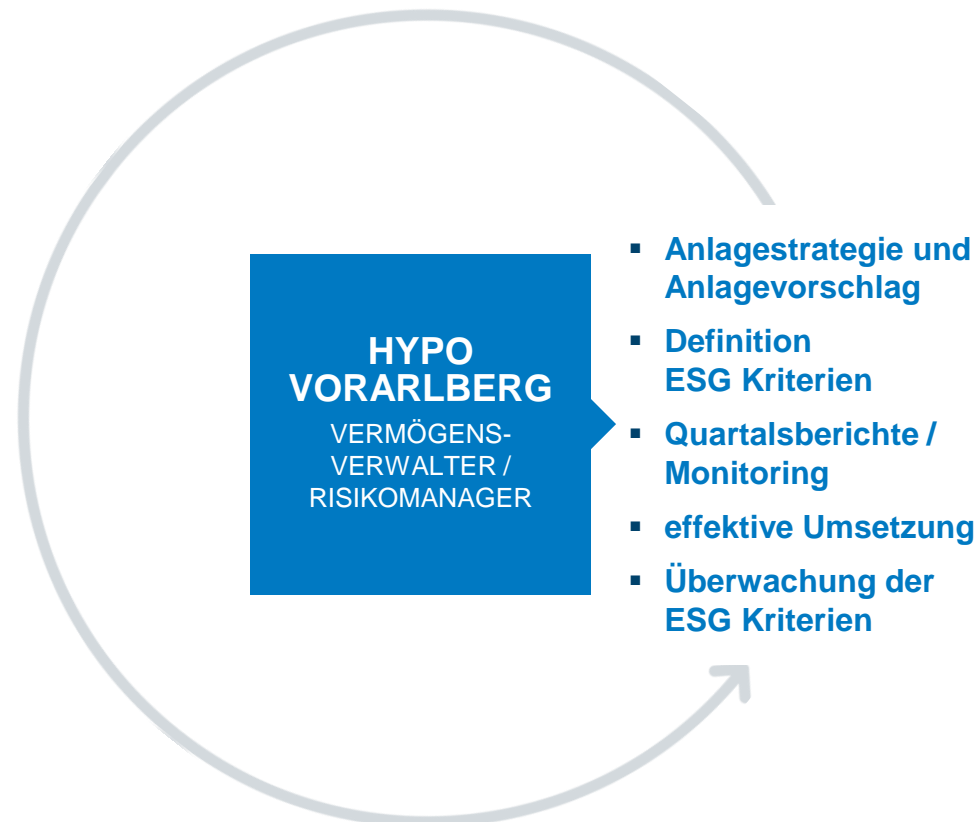 HYPO
VORARLBERG
VERMÖGENS-
VERWALTER /
RISIKOMANAGER
▪ Anlagestrategie und
Anlagevorschlag
▪ Definition
ESG Kriterien
▪ Quartalsberichte /
Monitoring
▪ effektive Umsetzung
▪ Überwachung der
ESG Kriterien